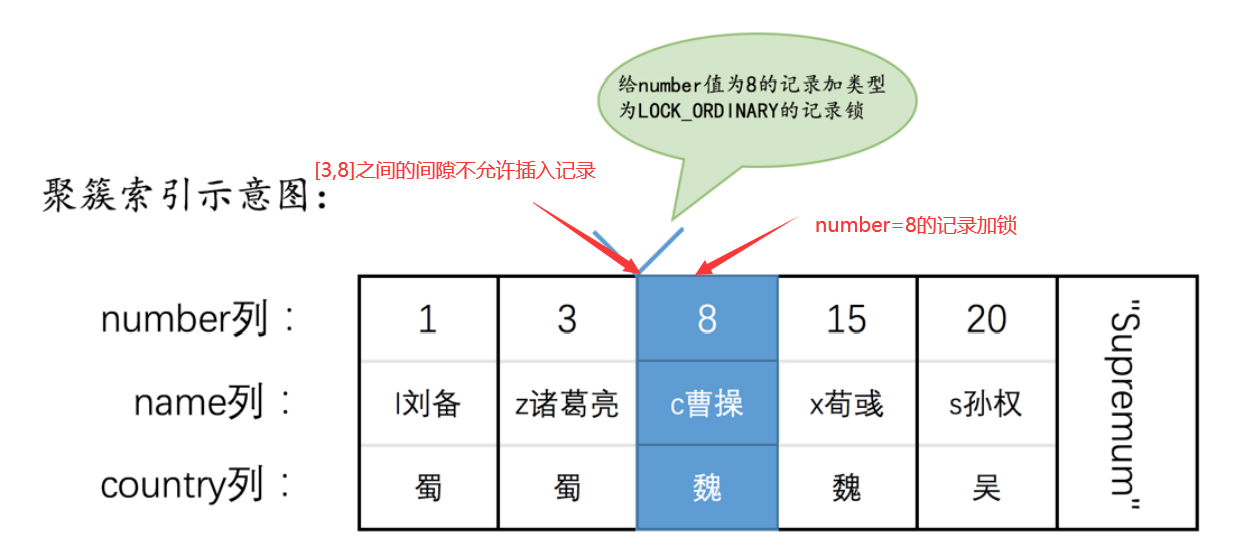 给number值为8的记录加类型
为LOCK_ORDINARY的记录锁
[3,8]之间的间隙不允许插入记录
聚簇索引示意图：
number=8的记录加锁
number列： 1 3 8 15 20 "Supremum"
name列： l刘备 z诸葛亮 c曹操 x荀彧 s孙权
country列： 蜀 蜀 魏 魏 吴